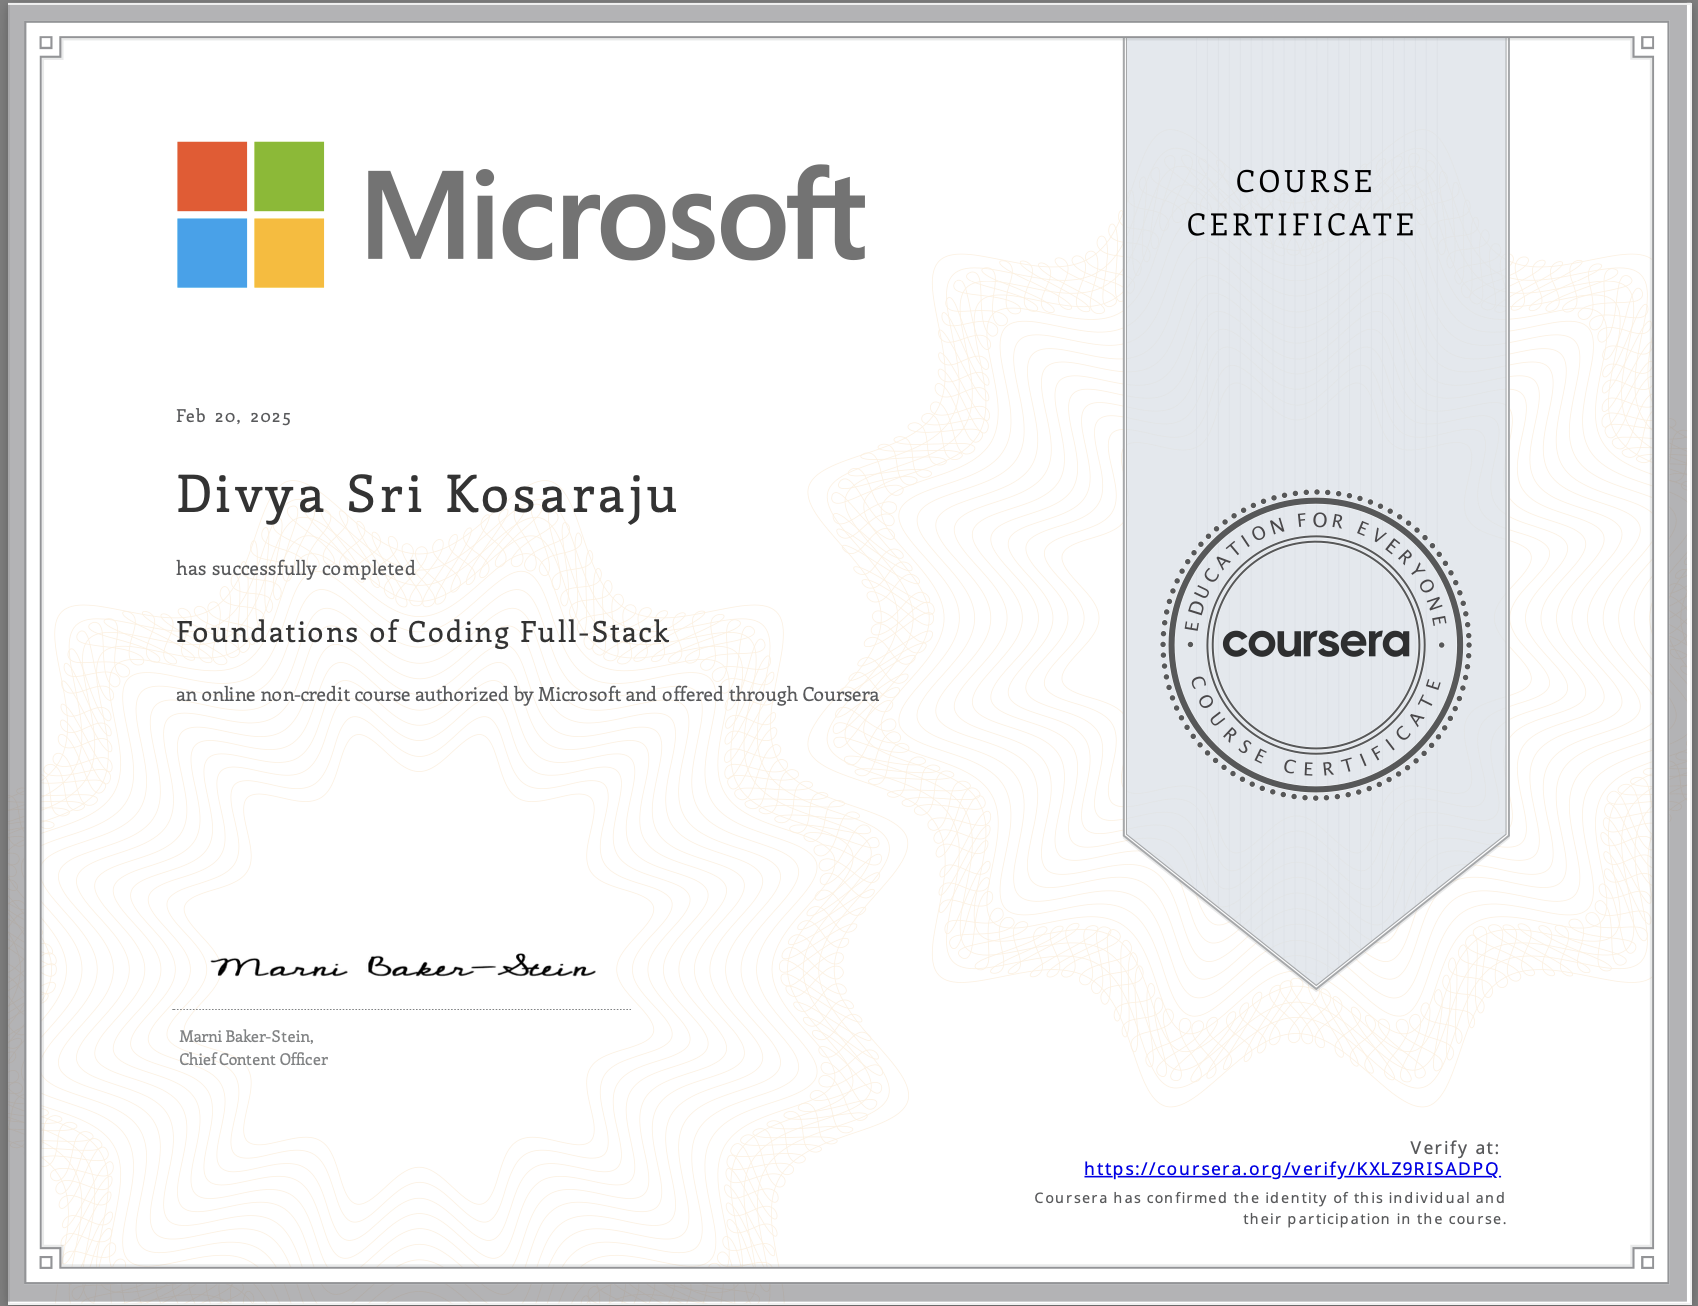 Microsoft
COURSE
CERTIFICATE
Feb 20, 2025
Divya Sri Kosaraju
has successfully completed
Foundations of Coding Full-Stack
an online non-credit course authorized by Microsoft and offered through Coursera
EDUCATION FOR EVERYONE
coursera
COURSE CERTIFICATE
Marni Baker-Stein
Marni Baker-Stein,
Chief Content Officer
Verify at:
https://coursera.org/verify/KXLZ9RISADPQ
Coursera has confirmed the identity of this individual and
their participation in the course.